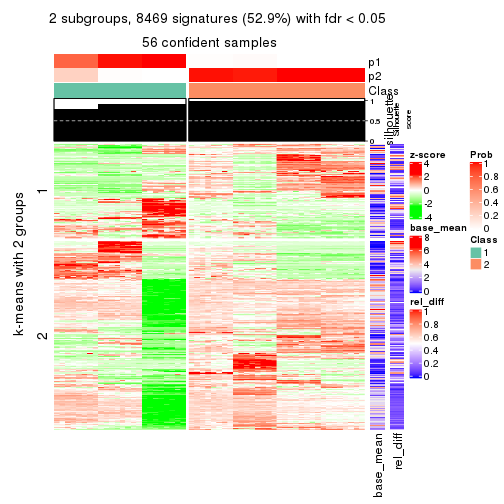 2 subgroups, 8469 signatures (52.9%) with fdr < 0.05
56 confident samples
p1
p2
Class
1
0.5
0
silhouette
Silhouette
score
k-means with 2 groups
1
2
base_mean
rel_diff
z-score
4
2
0
-2
-4
base_mean
8
6
4
2
0
rel_diff
1
0.8
0.6
0.4
0.2
0
Prob
1
0.8
0.6
0.4
0.2
0
Class
1
2